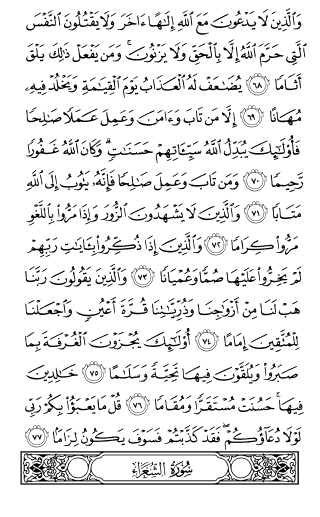 وَالَّذِينَ لَا يَدْعُونَ مَعَ اللَّهِ إِلَٰهًا ءَاخَرَ وَلَا يَقْتُلُونَ النَّفْسَ
الَّتِي حَرَّمَ اللَّهُ إِلَّا بِالْحَقِّ وَلَا يَزْنُونَ ۚ وَمَن يَفْعَلْ ذَٰلِكَ يَلْقَ
أَثَامًا ﴿٦٨﴾ يُضَٰعَفْ لَهُ الْعَذَابُ يَوْمَ الْقِيَٰمَةِ وَيَخْلُدْ فِيهِۦ
مُهَانًا ﴿٦٩﴾ إِلَّا مَن تَابَ وَءَامَنَ وَعَمِلَ عَمَلًا صَٰلِحًا
فَأُو۟لَٰٓئِكَ يُبَدِّلُ اللَّهُ سَيِّـَٔاتِهِمْ حَسَنَٰتٍ ۗ وَكَانَ اللَّهُ غَفُورًا
رَّحِيمًا ﴿٧٠﴾ وَمَن تَابَ وَعَمِلَ صَٰلِحًا فَإِنَّهُۥ يَتُوبُ إِلَى اللَّهِ
مَتَابًا ﴿٧١﴾ وَالَّذِينَ لَا يَشْهَدُونَ الزُّورَ وَإِذَا مَرُّوا۟ بِاللَّغْوِ
مَرُّوا۟ كِرَامًا ﴿٧٢﴾ وَالَّذِينَ إِذَا ذُكِّرُوا۟ بِـَٔايَٰتِ رَبِّهِمْ
لَمْ يَخِرُّوا۟ عَلَيْهَا صُمًّا وَعُمْيَانًا ﴿٧٣﴾ وَالَّذِينَ يَقُولُونَ رَبَّنَا
هَبْ لَنَا مِنْ أَزْوَٰجِنَا وَذُرِّيَّٰتِنَا قُرَّةَ أَعْيُنٍ وَاجْعَلْنَا
لِلْمُتَّقِينَ إِمَامًا ﴿٧٤﴾ أُو۟لَٰٓئِكَ يُجْزَوْنَ الْغُرْفَةَ بِمَا
صَبَرُوا۟ وَيُلَقَّوْنَ فِيهَا تَحِيَّةً وَسَلَٰمًا ﴿٧٥﴾ خَٰلِدِينَ
فِيهَا ۚ حَسُنَتْ مُسْتَقَرًّا وَمُقَامًا ﴿٧٦﴾ قُلْ مَا يَعْبَؤُا۟ بِكُمْ رَبِّي
لَوْلَا دُعَآؤُكُمْ ۖ فَقَدْ كَذَّبْتُمْ فَسَوْفَ يَكُونُ لِزَامًۢا ﴿٧٧﴾
سُورَةُ الشُّعَرَاءِ